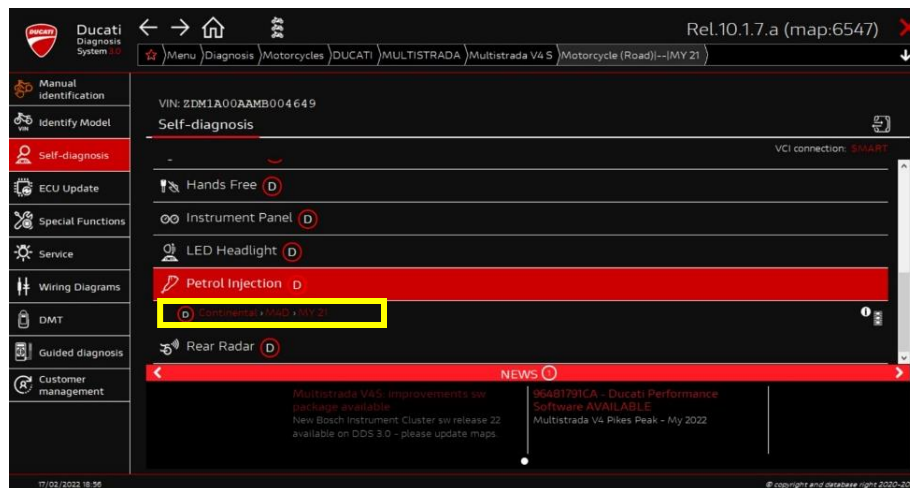 DUCATI
Ducati
Diagnosis
System 3.0
Rel.10.1.7.a (map:6547)
Menu Diagnosis Motorcycles DUCATI MULTISTRADA Multistrada V4 S Motorcycle (Road)|--|MY 21
Manual
identification
VIN
Identify Model
Self-diagnosis
ECU Update
Special Functions
Service
Wiring Diagrams
DMT
Guided diagnosis
Customer
management
VIN: ZDM1A00AAMB004649
Self-diagnosis
VCI connection: SMART
Hands Free D
Instrument Panel D
LED Headlight D
Petrol Injection D
D Continental › M4D › MY 21
Rear Radar D
NEWS 1
Multistrada V4S: improvements sw
package available
New Bosch Instrument Cluster sw release 22
available on DDS 3.0 - please update maps.
96481791CA - Ducati Performance
Software AVAILABLE
Multistrada V4 Pikes Peak - My 2022
17/02/2022 18:56
© copyright and database right 2020-20